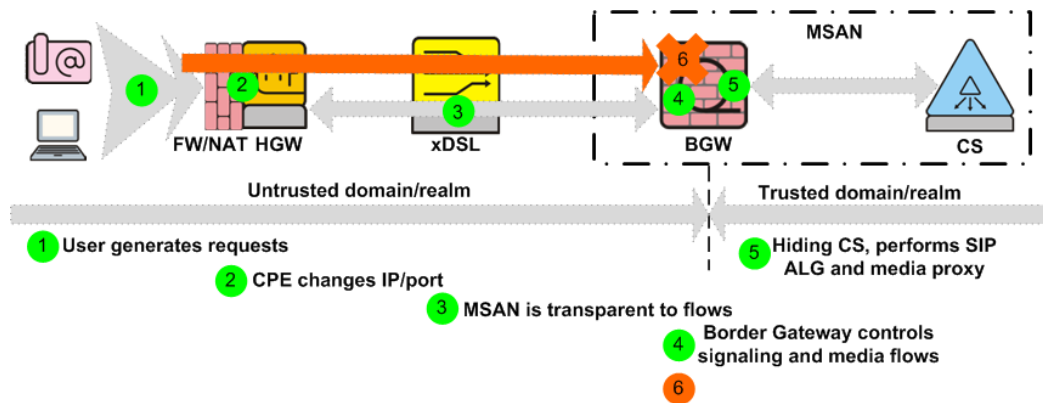 MSAN
@
6
1
2
3
4
5
FW/NAT HGW
xDSL
BGW
CS
Untrusted domain/realm
Trusted domain/realm
1 User generates requests
5 Hiding CS, performs SIP
ALG and media proxy
2 CPE changes IP/port
3 MSAN is transparent to flows
4 Border Gateway controls
signaling and media flows
6